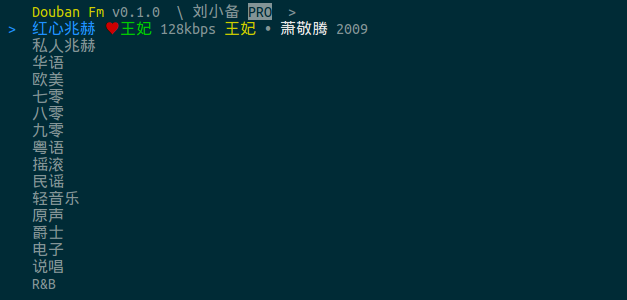 Douban Fm v0.1.0 \ 刘小备 PRO >
> 红心兆赫 ♥王妃 128kbps 王妃 • 萧敬腾 2009
私人兆赫
华语
欧美
七零
八零
九零
粤语
摇滚
民谣
轻音乐
原声
爵士
电子
说唱
R&B